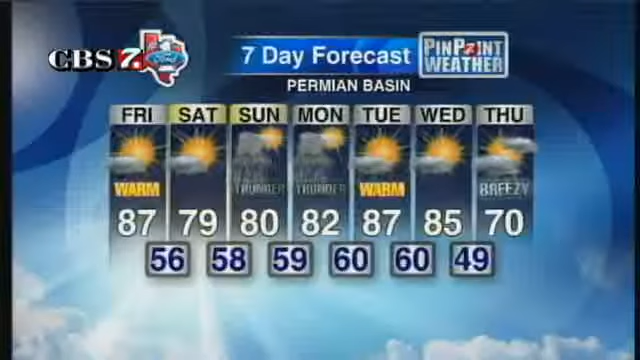 CBS 7.
7 Day Forecast
PINPOINT
WEATHER
PERMIAN BASIN
FRI SAT SUN MON TUE WED THU
WARM THUNDER THUNDER WARM BREEZY
87 79 80 82 87 85 70
56 58 59 60 60 49